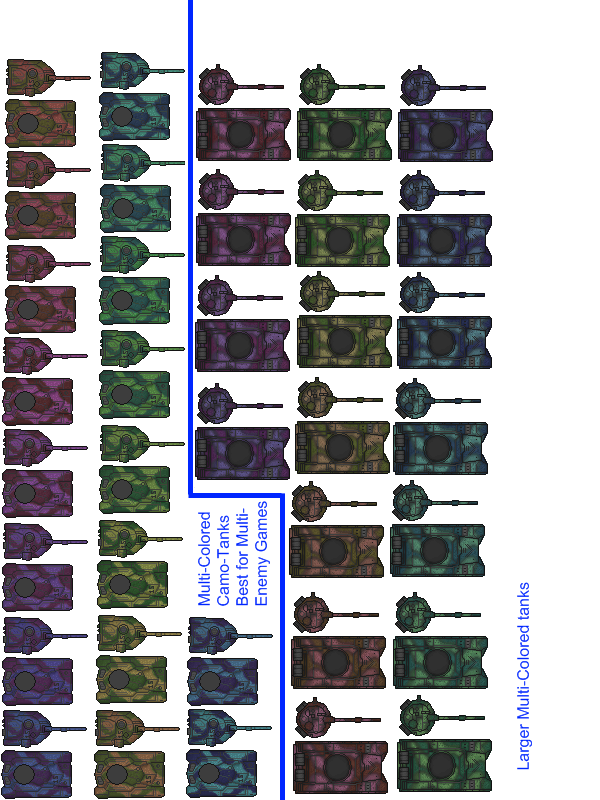 Multi-Colored
Camo-Tanks
Best for Multi-
Enemy Games
Larger Multi-Colored tanks